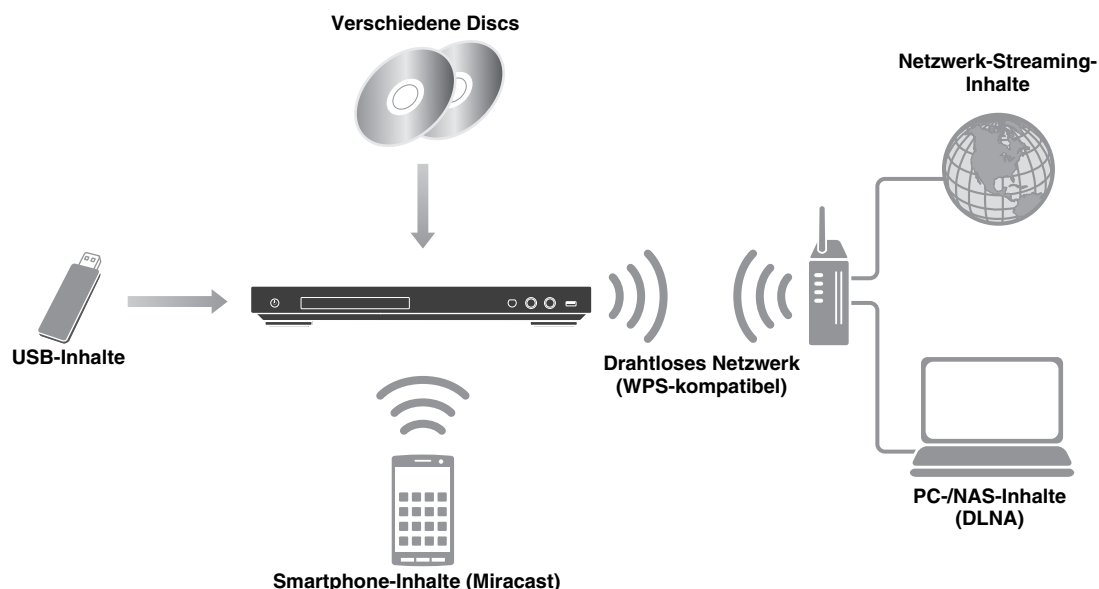 Verschiedene Discs
Netzwerk-Streaming-
Inhalte
USB-Inhalte
Drahtloses Netzwerk
(WPS-kompatibel)
PC-/NAS-Inhalte
(DLNA)
Smartphone-Inhalte (Miracast)